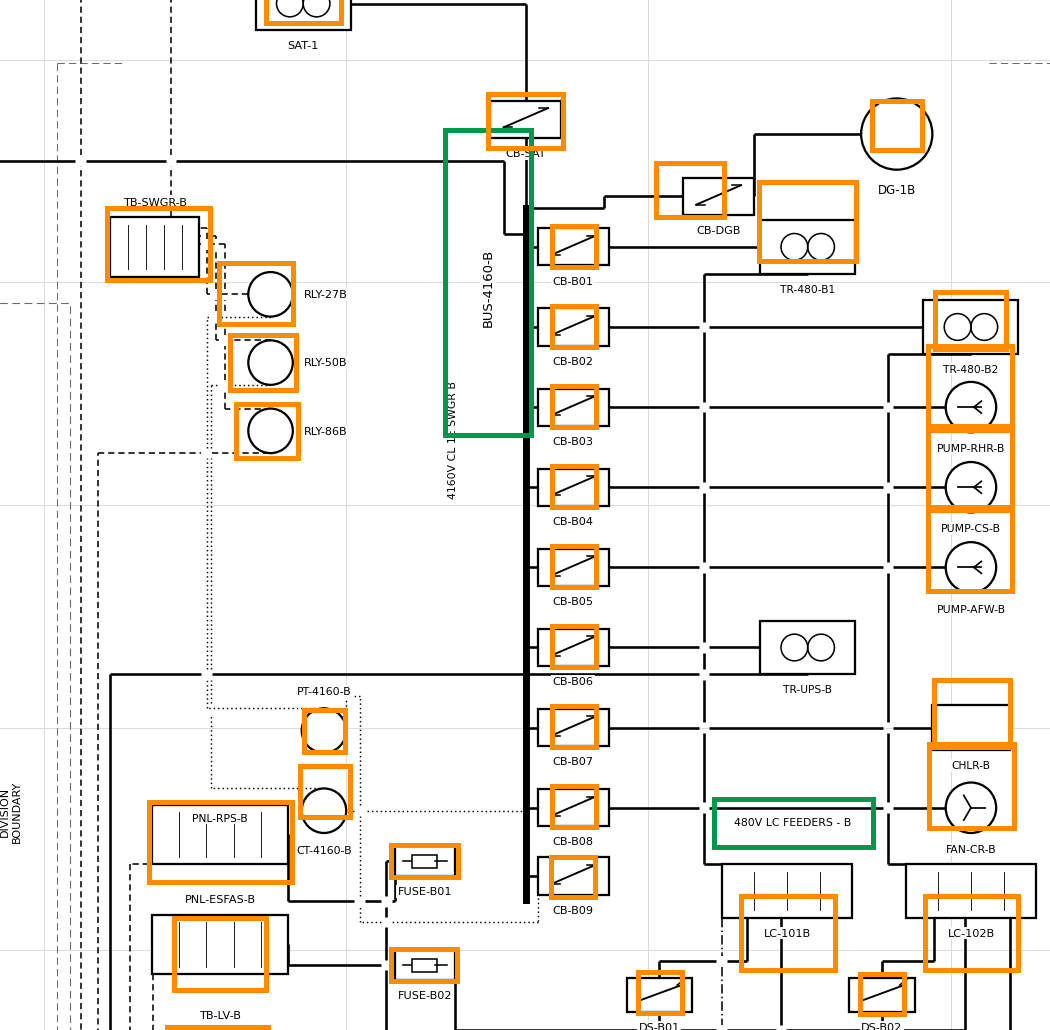 SAT-1
CB-SAT
DG-1B
TB-SWGR-B
CB-DGB
CB-B01
TR-480-B1
BUS-4160-B
RLY-27B
CB-B02
RLY-50B
TR-480-B2
4160V CL 1E SWGR B
RLY-86B
CB-B03
PUMP-RHR-B
CB-B04
PUMP-CS-B
CB-B05
PUMP-AFW-B
CB-B06
TR-UPS-B
PT-4160-B
CB-B07
CHLR-B
DIVISION
BOUNDARY
PNL-RPS-B
480V LC FEEDERS - B
CB-B08
CT-4160-B
FAN-CR-B
FUSE-B01
PNL-ESFAS-B
CB-B09
LC-101B
LC-102B
FUSE-B02
TB-LV-B
DS-B01
DS-B02